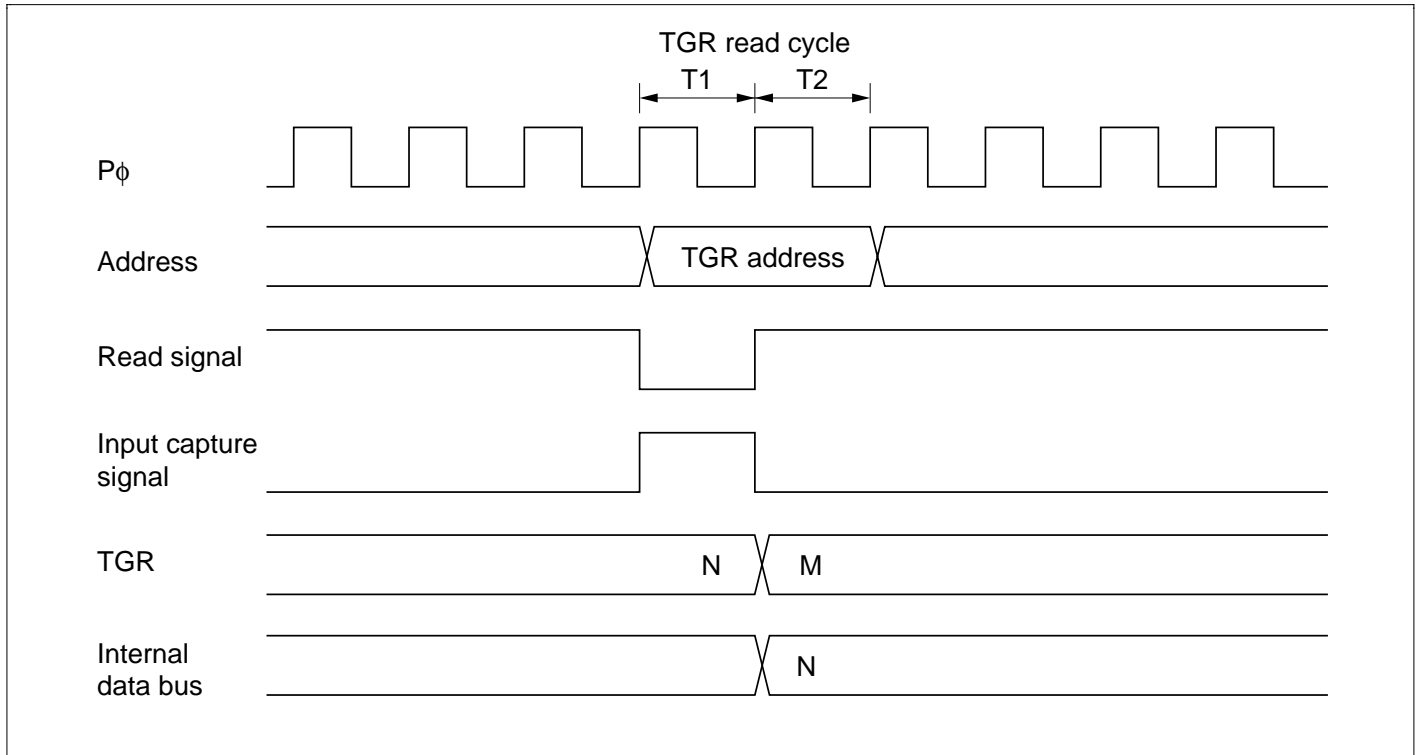 TGR read cycle
T1 T2
Pϕ
Address
TGR address
Read signal
Input capture
signal
TGR
N M
Internal
data bus
N